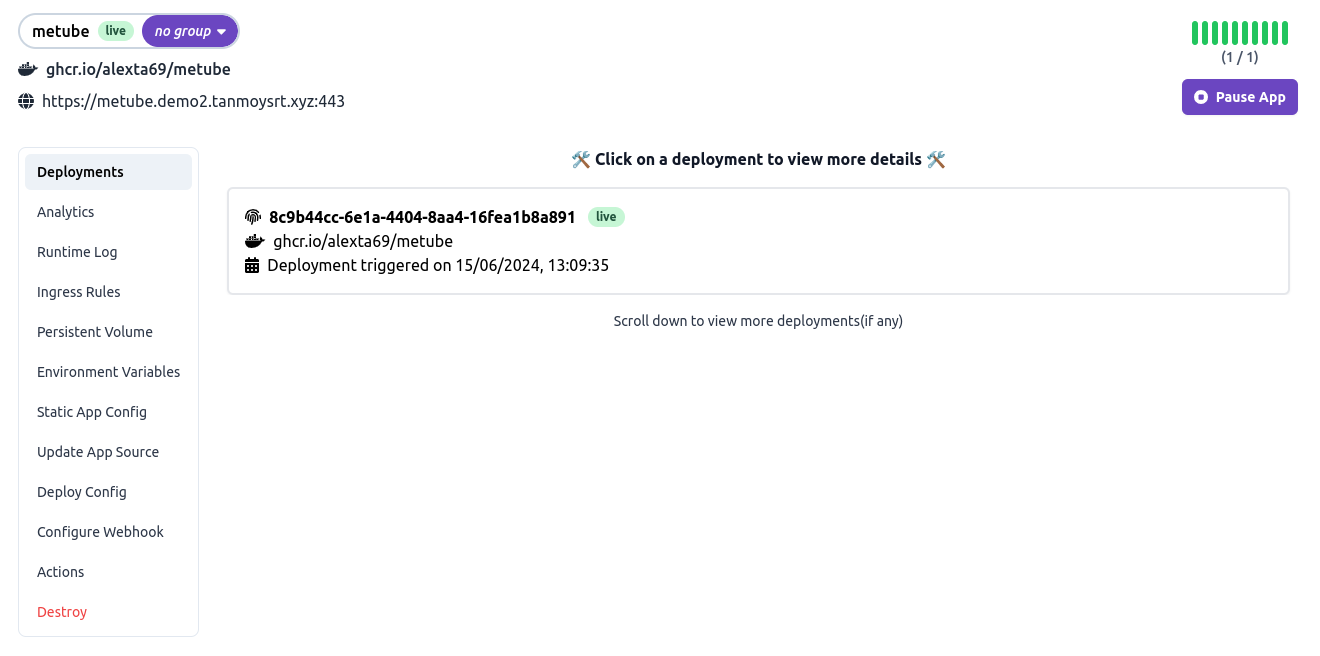 metube live no group
ghcr.io/alexta69/metube
https://metube.demo2.tanmoysrt.xyz:443
(1 / 1)
Pause App
Deployments
Analytics
Runtime Log
Ingress Rules
Persistent Volume
Environment Variables
Static App Config
Update App Source
Deploy Config
Configure Webhook
Actions
Destroy
🛠️ Click on a deployment to view more details 🛠️
8c9b44cc-6e1a-4404-8aa4-16fea1b8a891 live
ghcr.io/alexta69/metube
Deployment triggered on 15/06/2024, 13:09:35
Scroll down to view more deployments(if any)